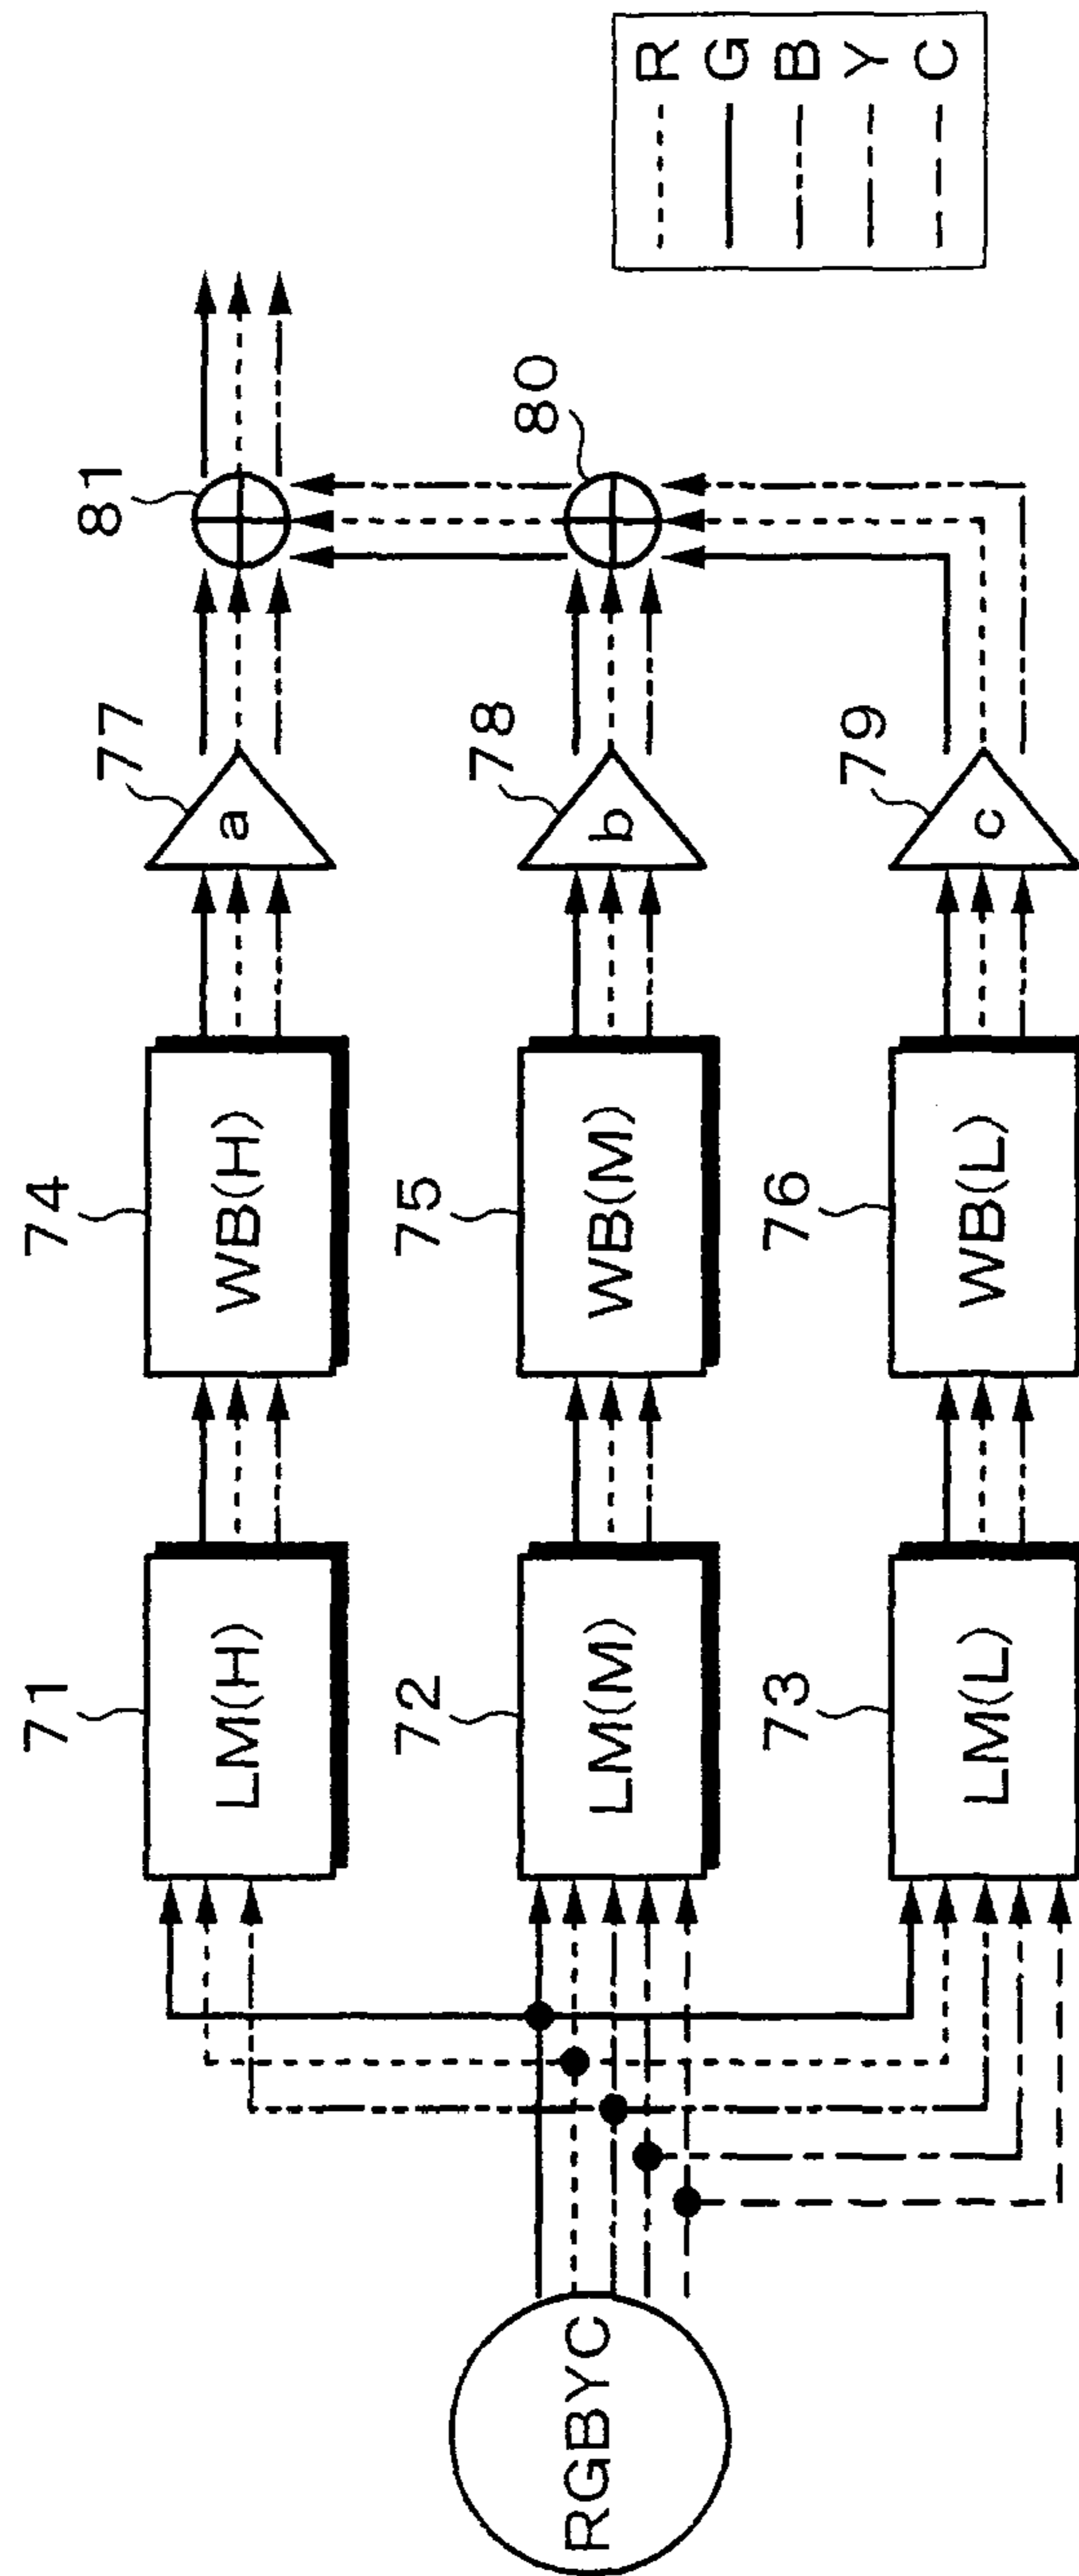 RGBYC
71
LM(H)
74
WB(H)
77
a
81
72
LM(M)
75
WB(M)
78
b
80
73
LM(L)
76
WB(L)
79
c
R
G
B
Y
C